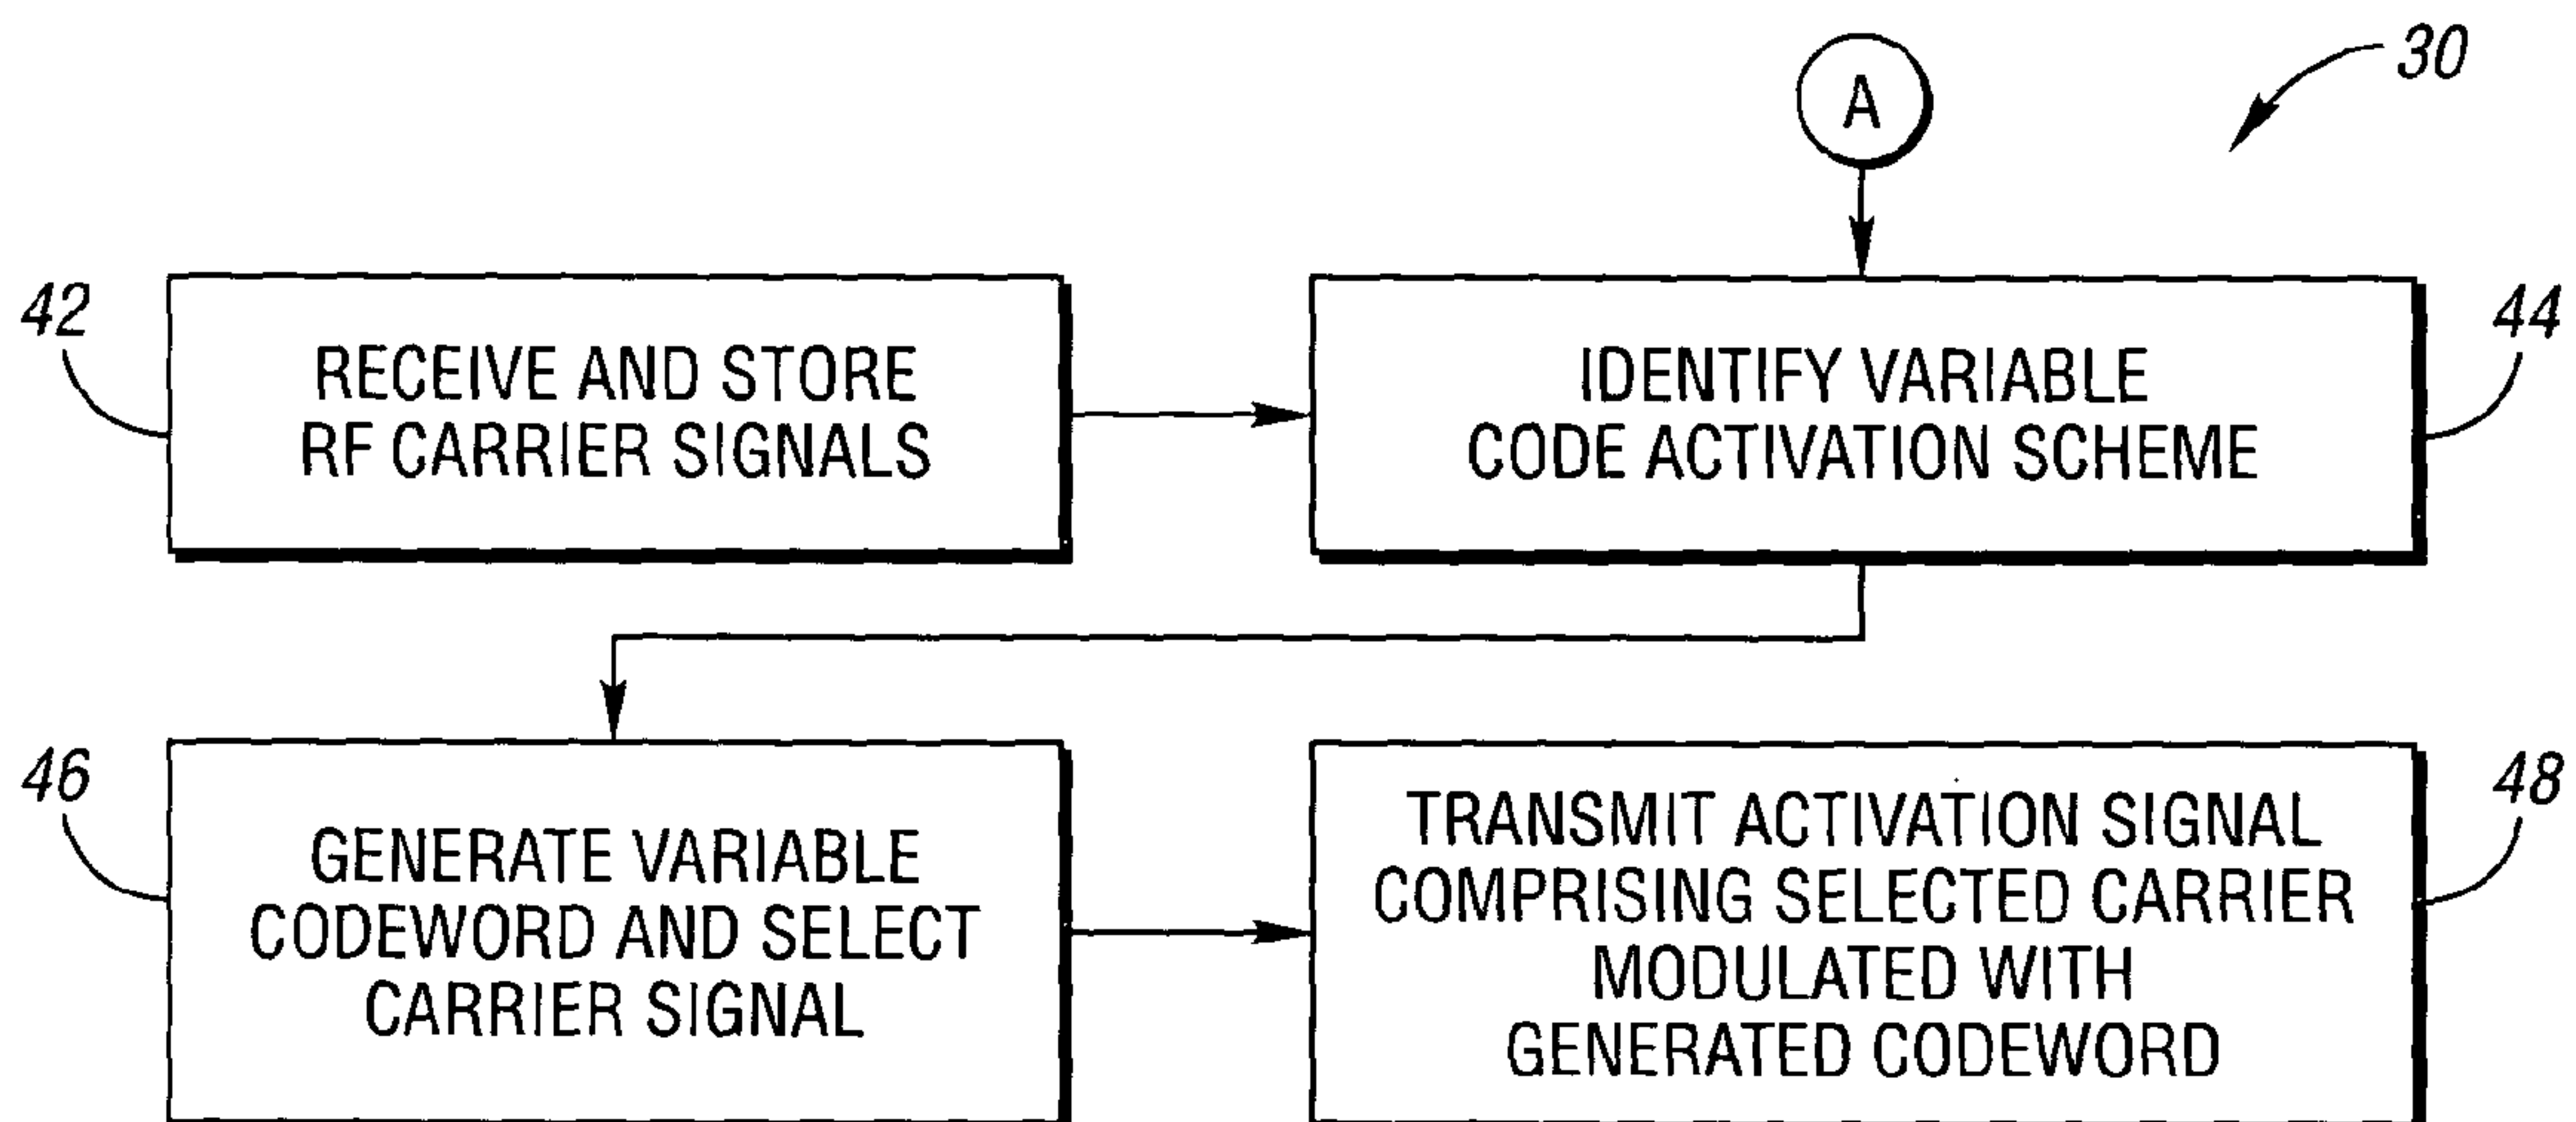 30
A
42
RECEIVE AND STORE
RF CARRIER SIGNALS
IDENTIFY VARIABLE
CODE ACTIVATION SCHEME
44
46
GENERATE VARIABLE
CODEWORD AND SELECT
CARRIER SIGNAL
TRANSMIT ACTIVATION SIGNAL
COMPRISING SELECTED CARRIER
MODULATED WITH
GENERATED CODEWORD
48